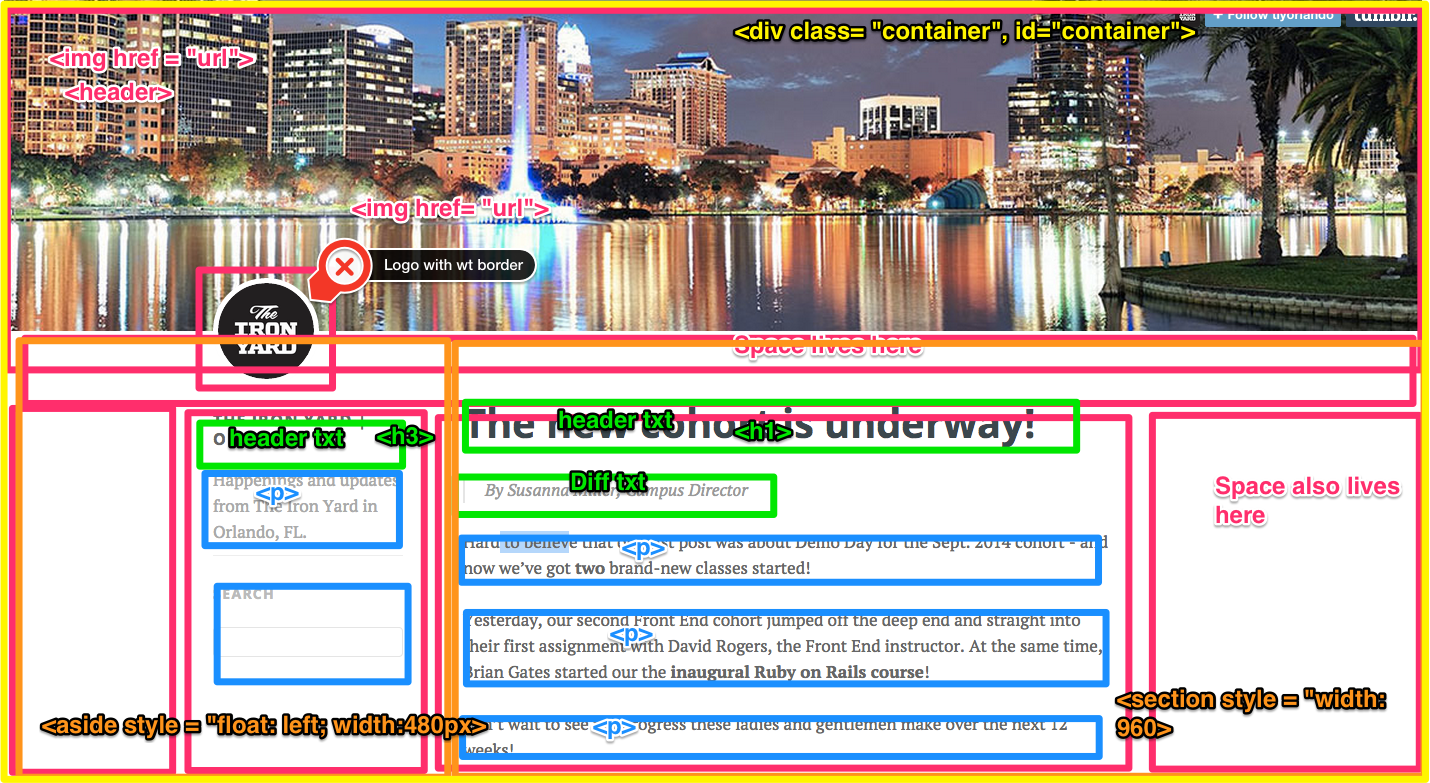 + Follow tiyorlando
tumblr.
<div class= "container", id="container">
<img href = "url">
<header>
<img href= "url">
Logo with wt border
The
IRON
YARD
Space lives here
THE IRON YARD |
header txt
<h3>
Happenings and updates
<p>
from The Iron Yard in
Orlando, FL.
SEARCH
<aside style = "float: left; width:480px>
The new cohort is underway!
header txt
<h1>
Diff txt
By Susanna Miller, Campus Director
Hard to believe that our last post was about Demo Day for the Sept. 2014 cohort - and
<p>
now we've got two brand-new classes started!
Yesterday, our second Front End cohort jumped off the deep end and straight into
<p>
their first assignment with David Rogers, the Front End instructor. At the same time,
Brian Gates started our the inaugural Ruby on Rails course!
wait to see progress these ladies and gentlemen make over the next 12
<p>
weeks!
Space also lives
here
<section style = "width:
960>